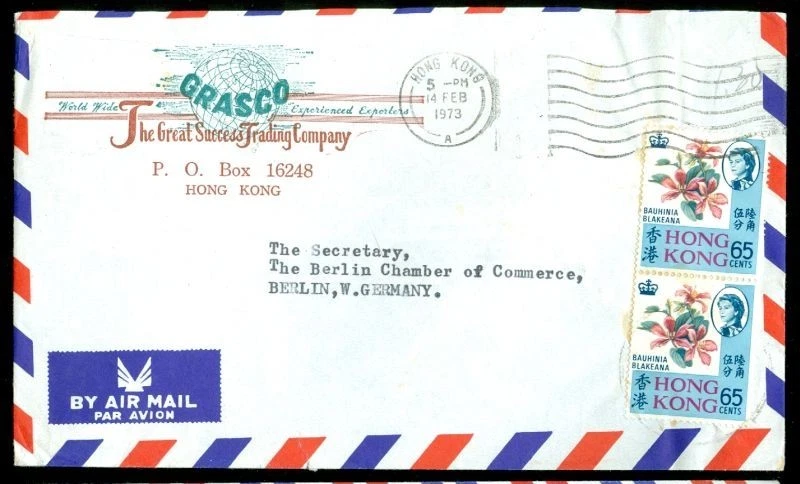 GRASCO
World Wide Experienced Exporters
The Great Success Trading Company
P. O. Box 16248
HONG KONG
HONG KONG
5 - PM
14 FEB
1973
A
The Secretary,
The Berlin Chamber of Commerce,
BERLIN,W.GERMANY.
BAUHINIA
BLAKEANA
陸角
伍分
香港
HONG KONG
65 CENTS
BAUHINIA
BLAKEANA
陸角
伍分
香港
HONG KONG
65 CENTS
BY AIR MAIL
PAR AVION